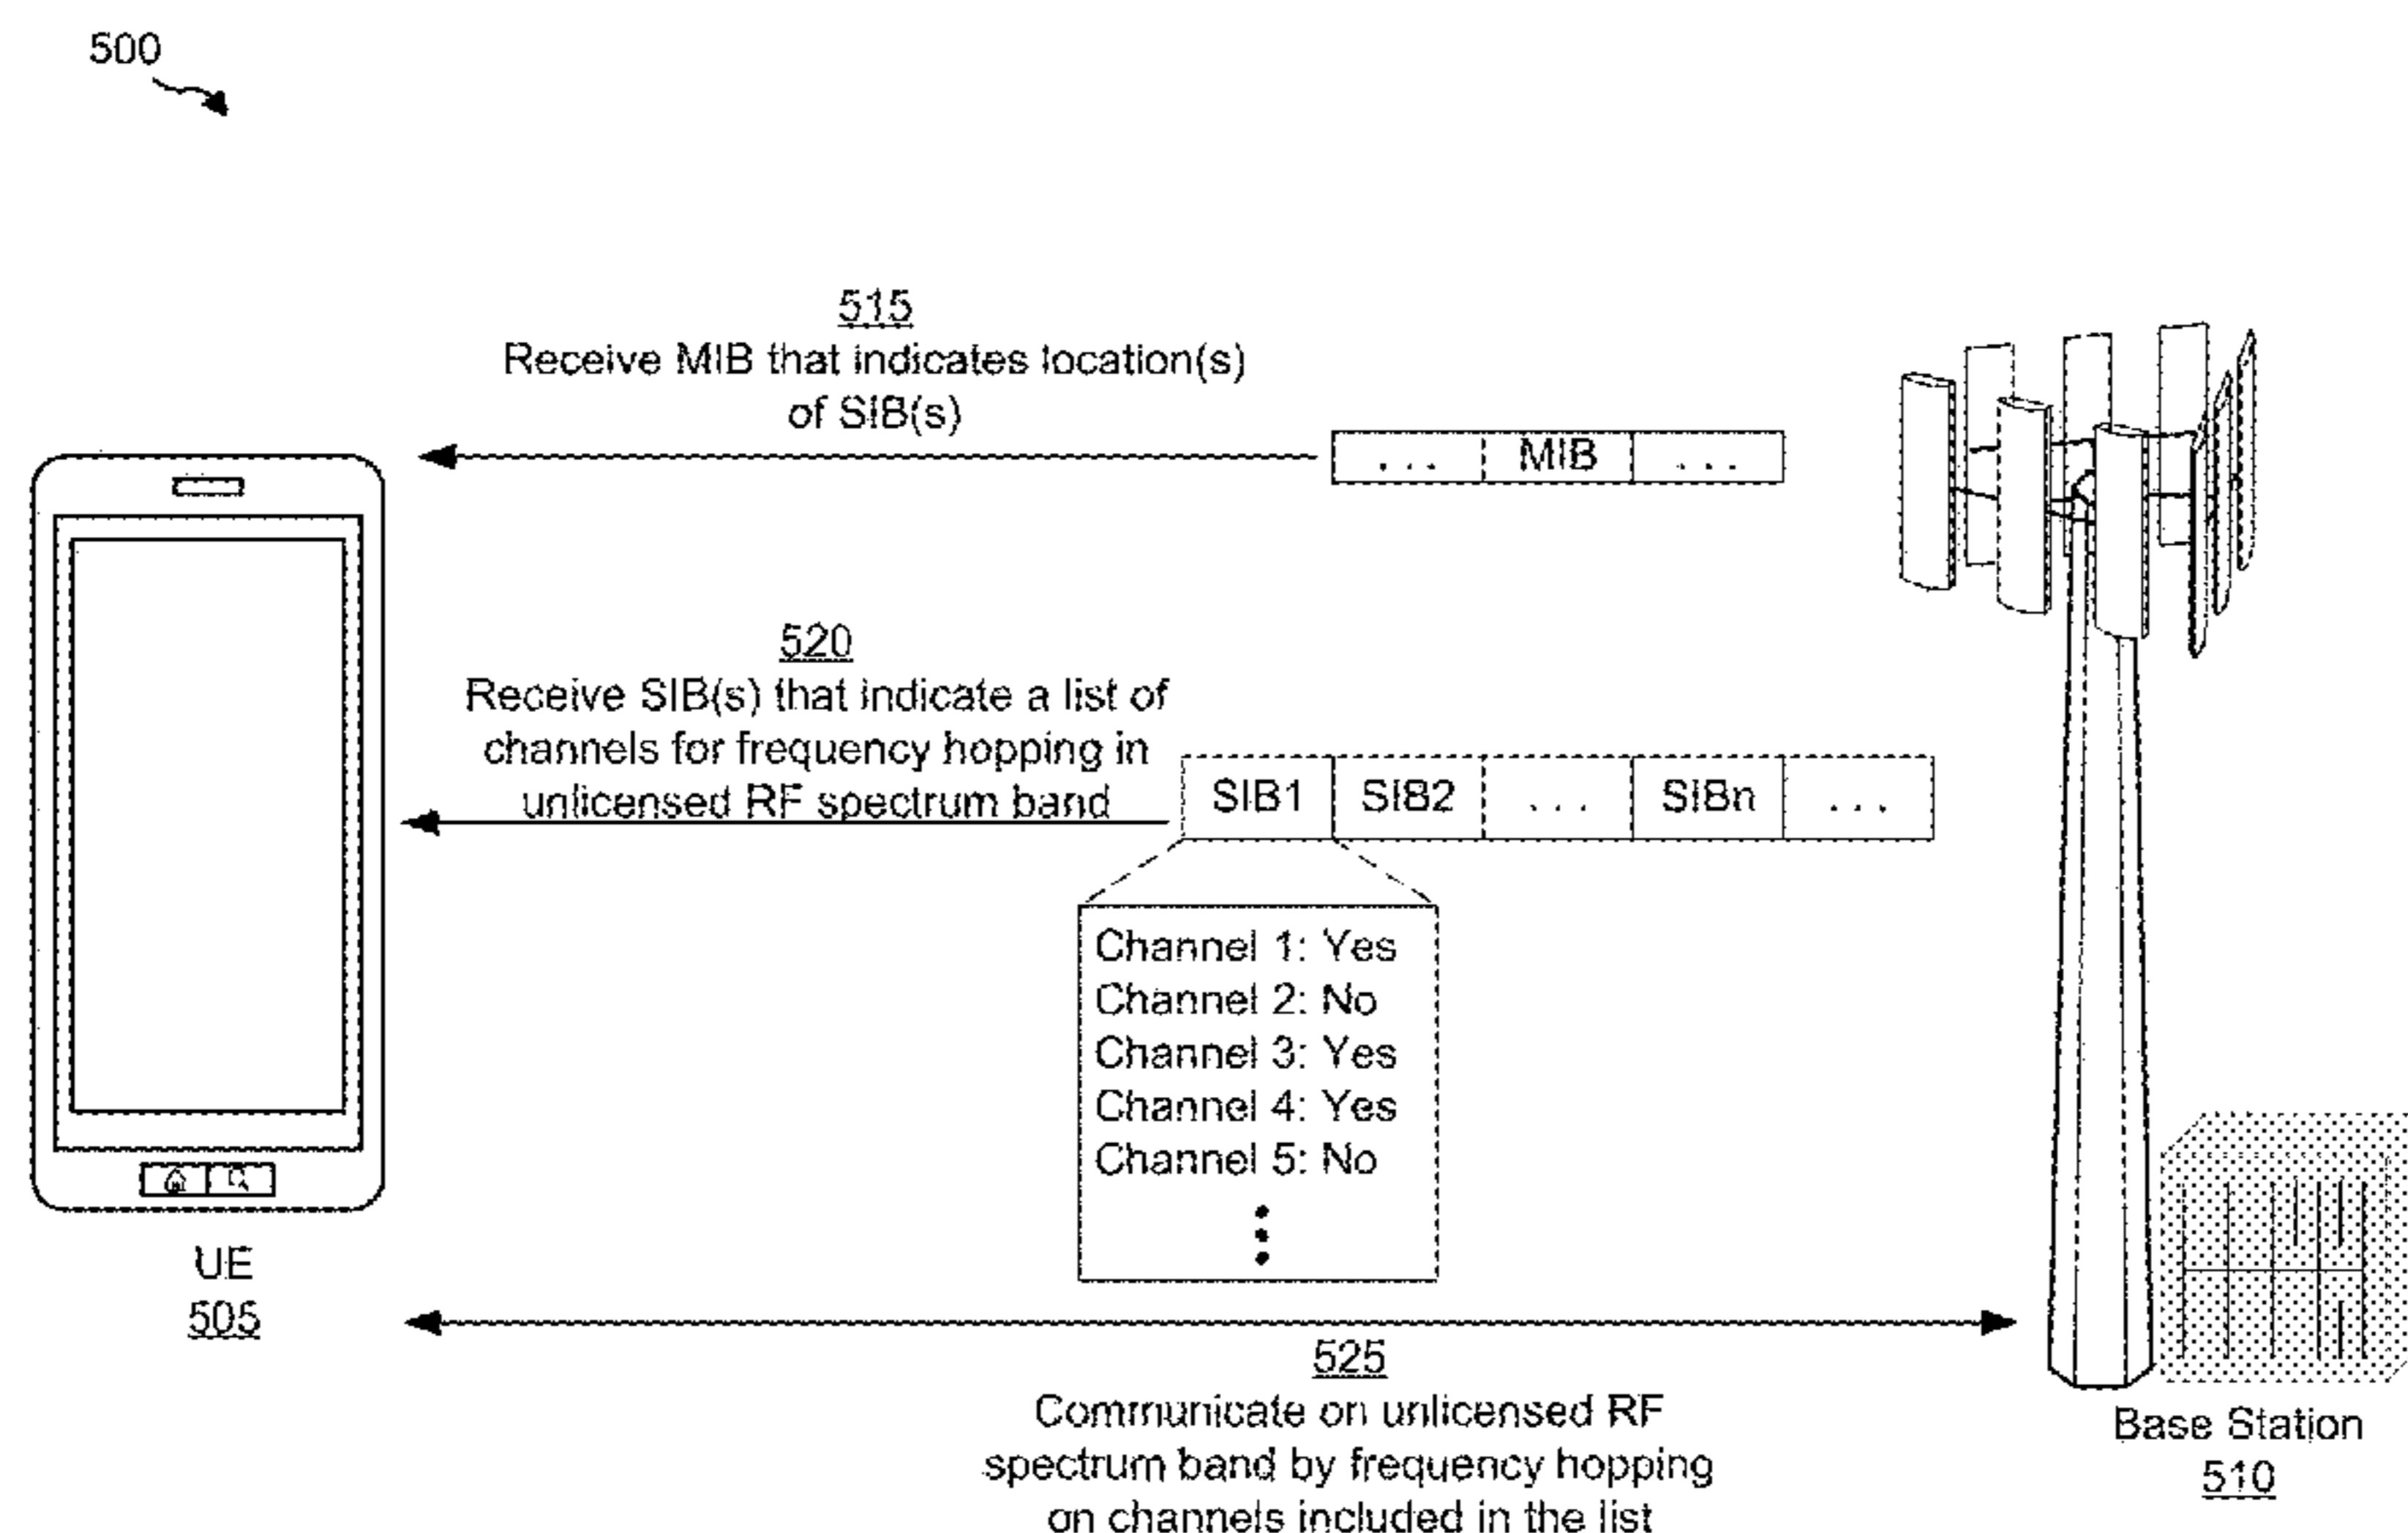 500
515
Receive MIB that indicates location(s)
of SIB(s)
... MIB ...
520
Receive SIB(s) that indicate a list of
channels for frequency hopping in
unlicensed RF spectrum band
SIB1 SIB2 ... SIBn ...
Channel 1: Yes
Channel 2: No
Channel 3: Yes
Channel 4: Yes
Channel 5: No
UE
505
525
Communicate on unlicensed RF
spectrum band by frequency hopping
on channels included in the list
Base Station
510